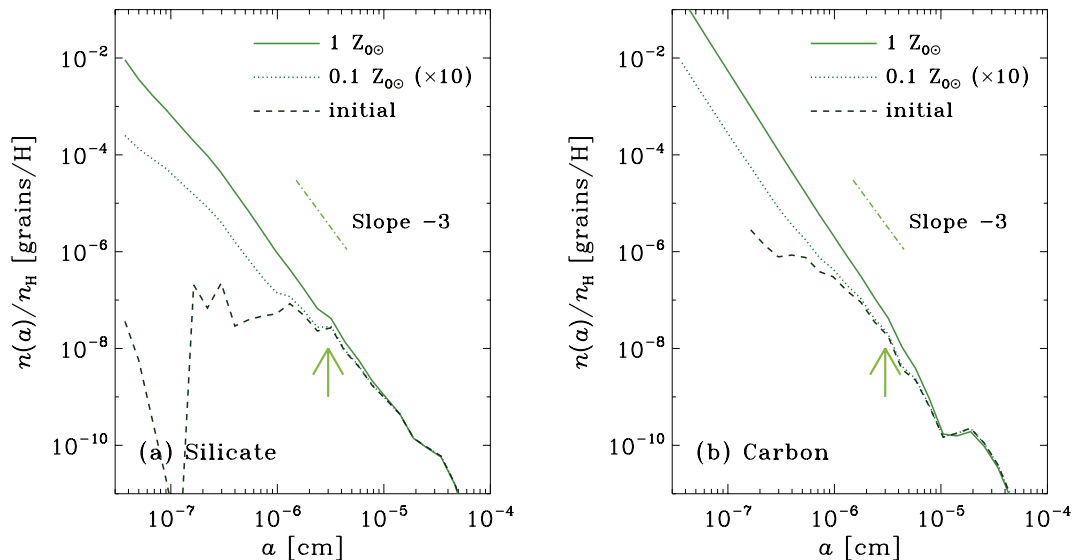 1 Z₀⊙
0.1 Z₀⊙ (×10)
initial
Slope −3
(a) Silicate
n(a)/n_H [grains/H]
10⁻²
10⁻⁴
10⁻⁶
10⁻⁸
10⁻¹⁰
10⁻⁷
10⁻⁶
10⁻⁵
10⁻⁴
a [cm]
1 Z₀⊙
0.1 Z₀⊙ (×10)
initial
Slope −3
(b) Carbon
n(a)/n_H [grains/H]
10⁻²
10⁻⁴
10⁻⁶
10⁻⁸
10⁻¹⁰
10⁻⁷
10⁻⁶
10⁻⁵
10⁻⁴
a [cm]